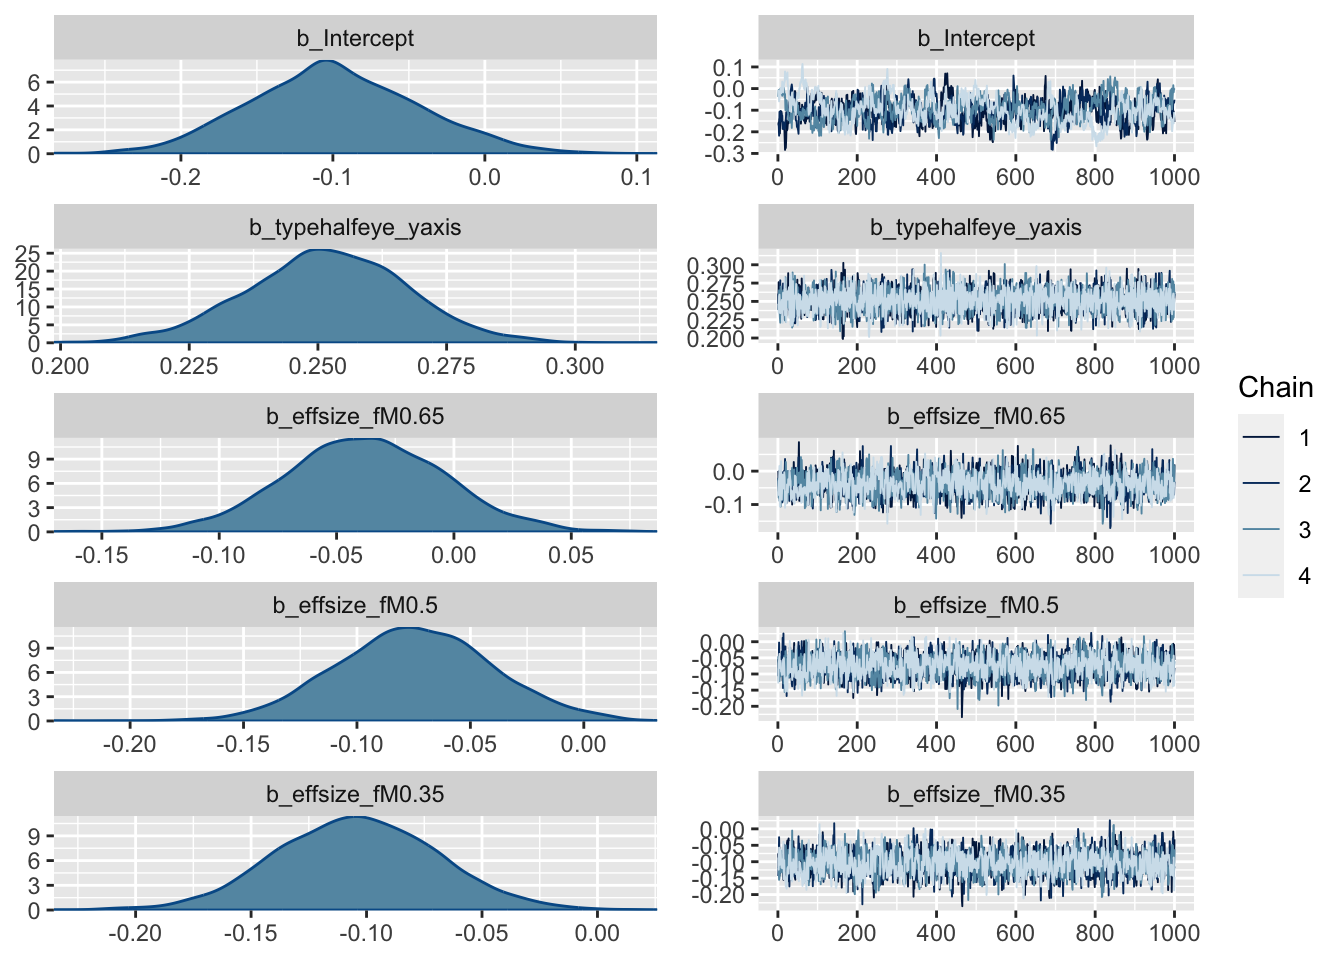 b_Intercept
6
4
2
0
-0.2 -0.1 0.0 0.1
b_Intercept
0.1
0.0
-0.1
-0.2
-0.3
0 200 400 600 800 1000
b_typehalfeye_yaxis
25
20
15
10
5
0
0.200 0.225 0.250 0.275 0.300
b_typehalfeye_yaxis
0.300
0.275
0.250
0.225
0.200
0 200 400 600 800 1000
b_effsize_fM0.65
9
6
3
0
-0.15 -0.10 -0.05 0.00 0.05
b_effsize_fM0.65
0.0
-0.1
0 200 400 600 800 1000
b_effsize_fM0.5
9
6
3
0
-0.20 -0.15 -0.10 -0.05 0.00
b_effsize_fM0.5
0.00
-0.05
-0.10
-0.15
-0.20
0 200 400 600 800 1000
b_effsize_fM0.35
9
6
3
0
-0.20 -0.15 -0.10 -0.05 0.00
b_effsize_fM0.35
0.00
-0.05
-0.10
-0.15
-0.20
0 200 400 600 800 1000
Chain
1
2
3
4